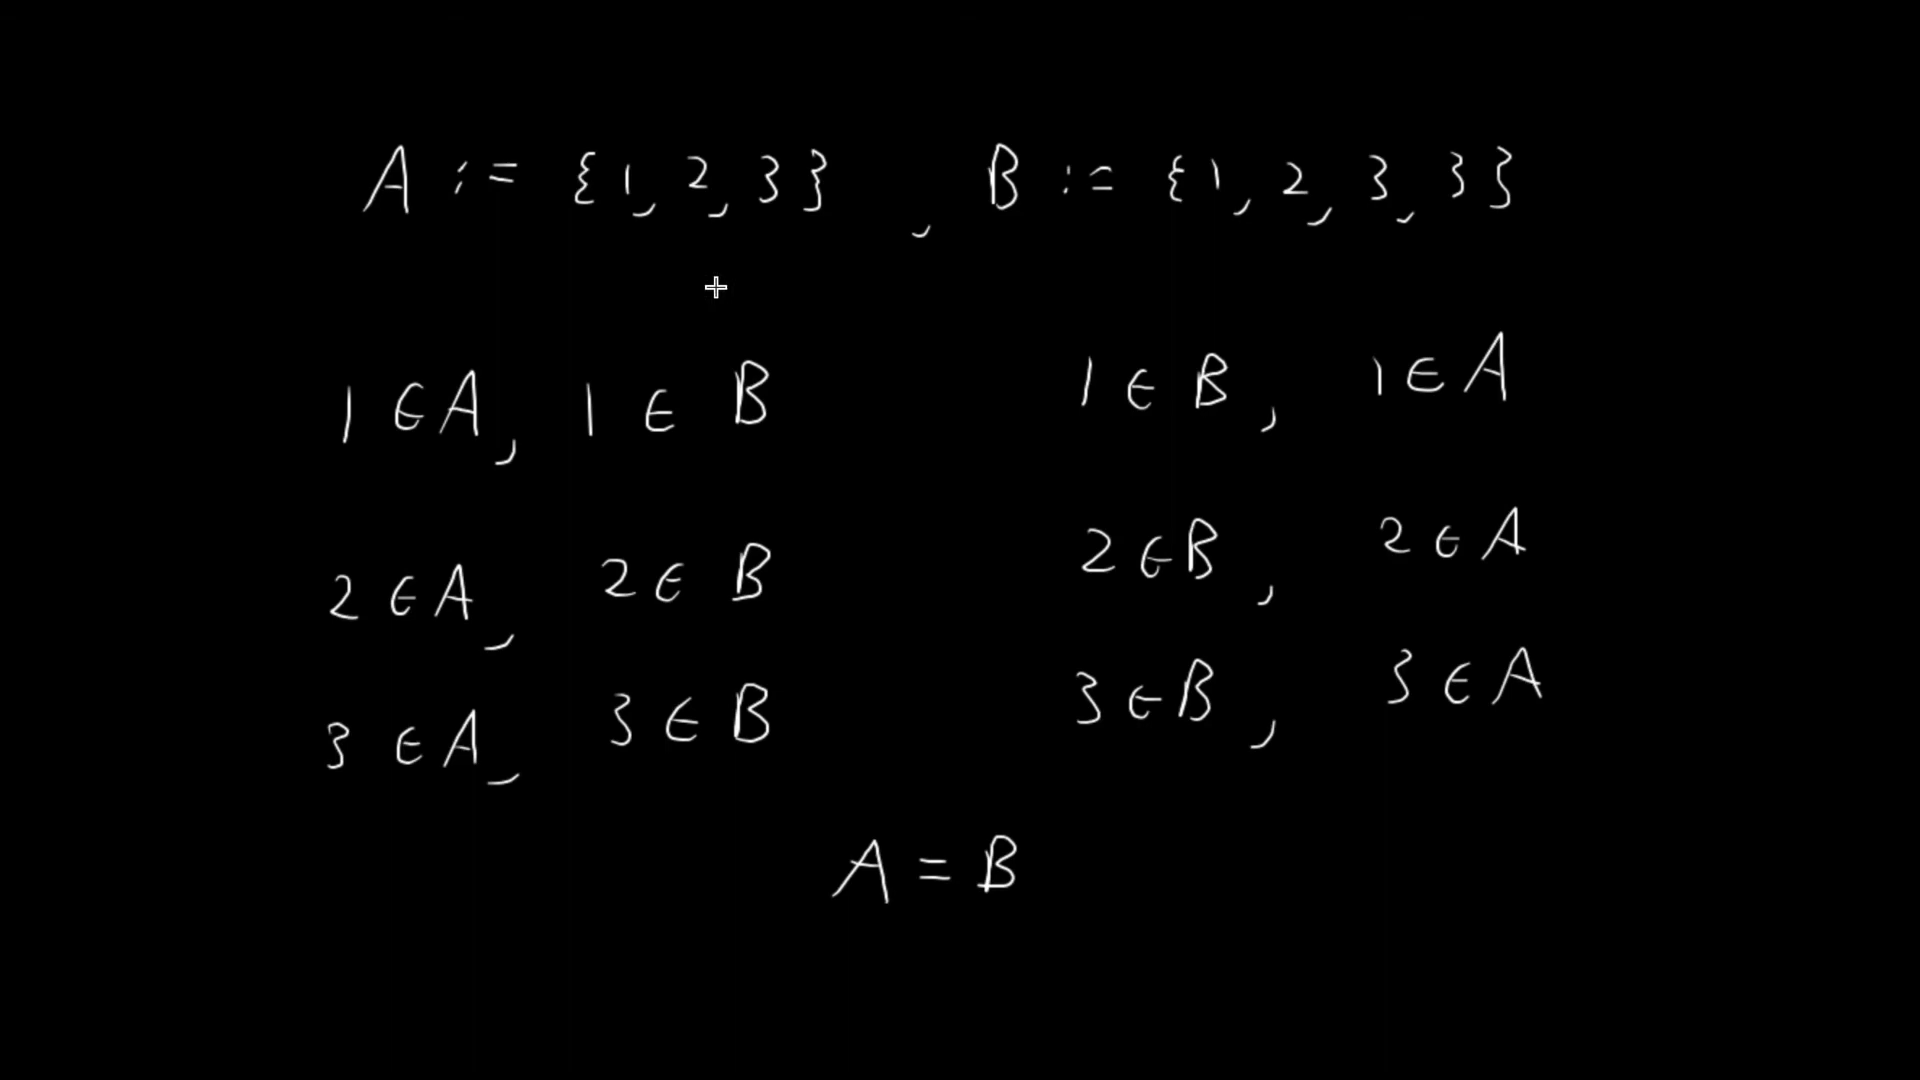 A := {1, 2, 3} , B := {1, 2, 3, 3}
1 ∈ A, 1 ∈ B 1 ∈ B, 1 ∈ A
2 ∈ A, 2 ∈ B 2 ∈ B, 2 ∈ A
3 ∈ A, 3 ∈ B 3 ∈ B, 3 ∈ A
A = B